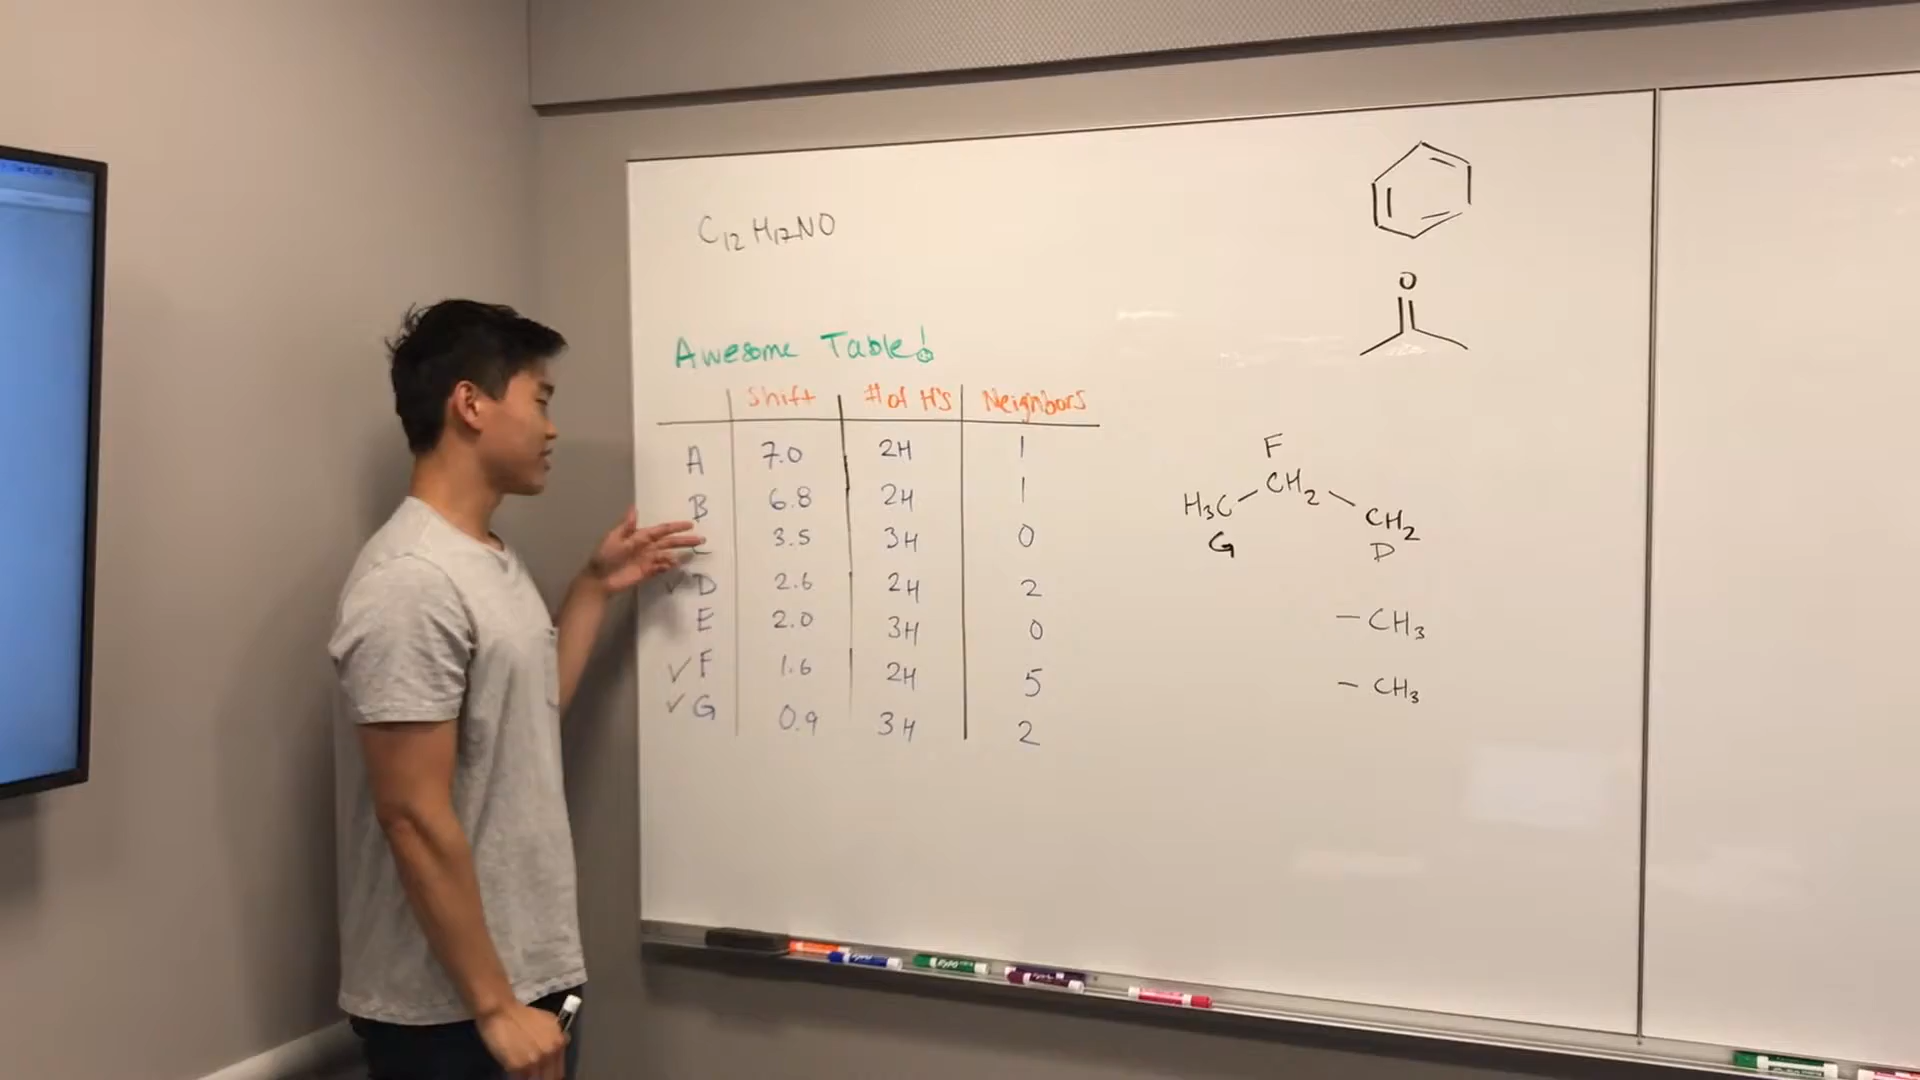 C12H17NO
Awesome Table!
Shift # of H's Neighbors
A 7.0 2H 1
B 6.8 2H 1
C 3.5 3H 0
✓ D 2.6 2H 2
E 2.0 3H 0
✓ F 1.6 2H 5
✓ G 0.9 3H 2
O
F
H3C CH2 CH2
G D
– CH3
– CH3